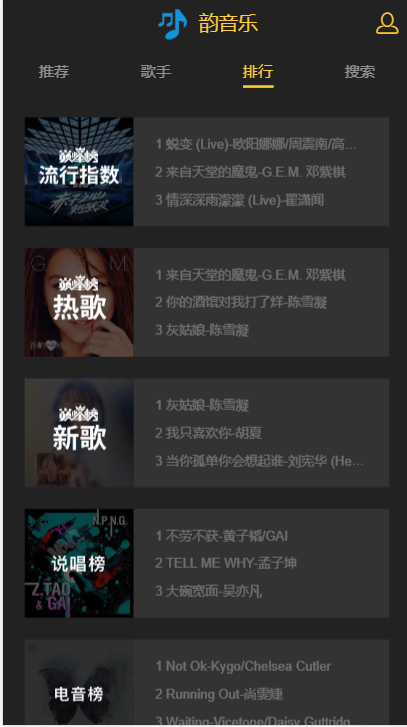 韵音乐
推荐 歌手 排行 搜索
巅峰榜
流行指数
1 蜕变 (Live)-欧阳娜娜/周震南/高...
2 来自天堂的魔鬼-G.E.M. 邓紫棋
3 情深深雨濛濛 (Live)-翟潇闻
G.E.M
巅峰榜
热歌
1 来自天堂的魔鬼-G.E.M. 邓紫棋
2 你的酒馆对我打了烊-陈雪凝
3 灰姑娘-陈雪凝
巅峰榜
新歌
1 灰姑娘-陈雪凝
2 我只喜欢你-胡夏
3 当你孤单你会想起谁-刘宪华 (He...
N.P.N.G.
说唱榜
Z.TAO
& GAI
1 不劳不获-黄子韬/GAI
2 TELL ME WHY-孟子坤
3 大碗宽面-吴亦凡
电音榜
1 Not Ok-Kygo/Chelsea Cutler
2 Running Out-尚雯婕
3 Waiting-Vicetone/Daisy Guttridg